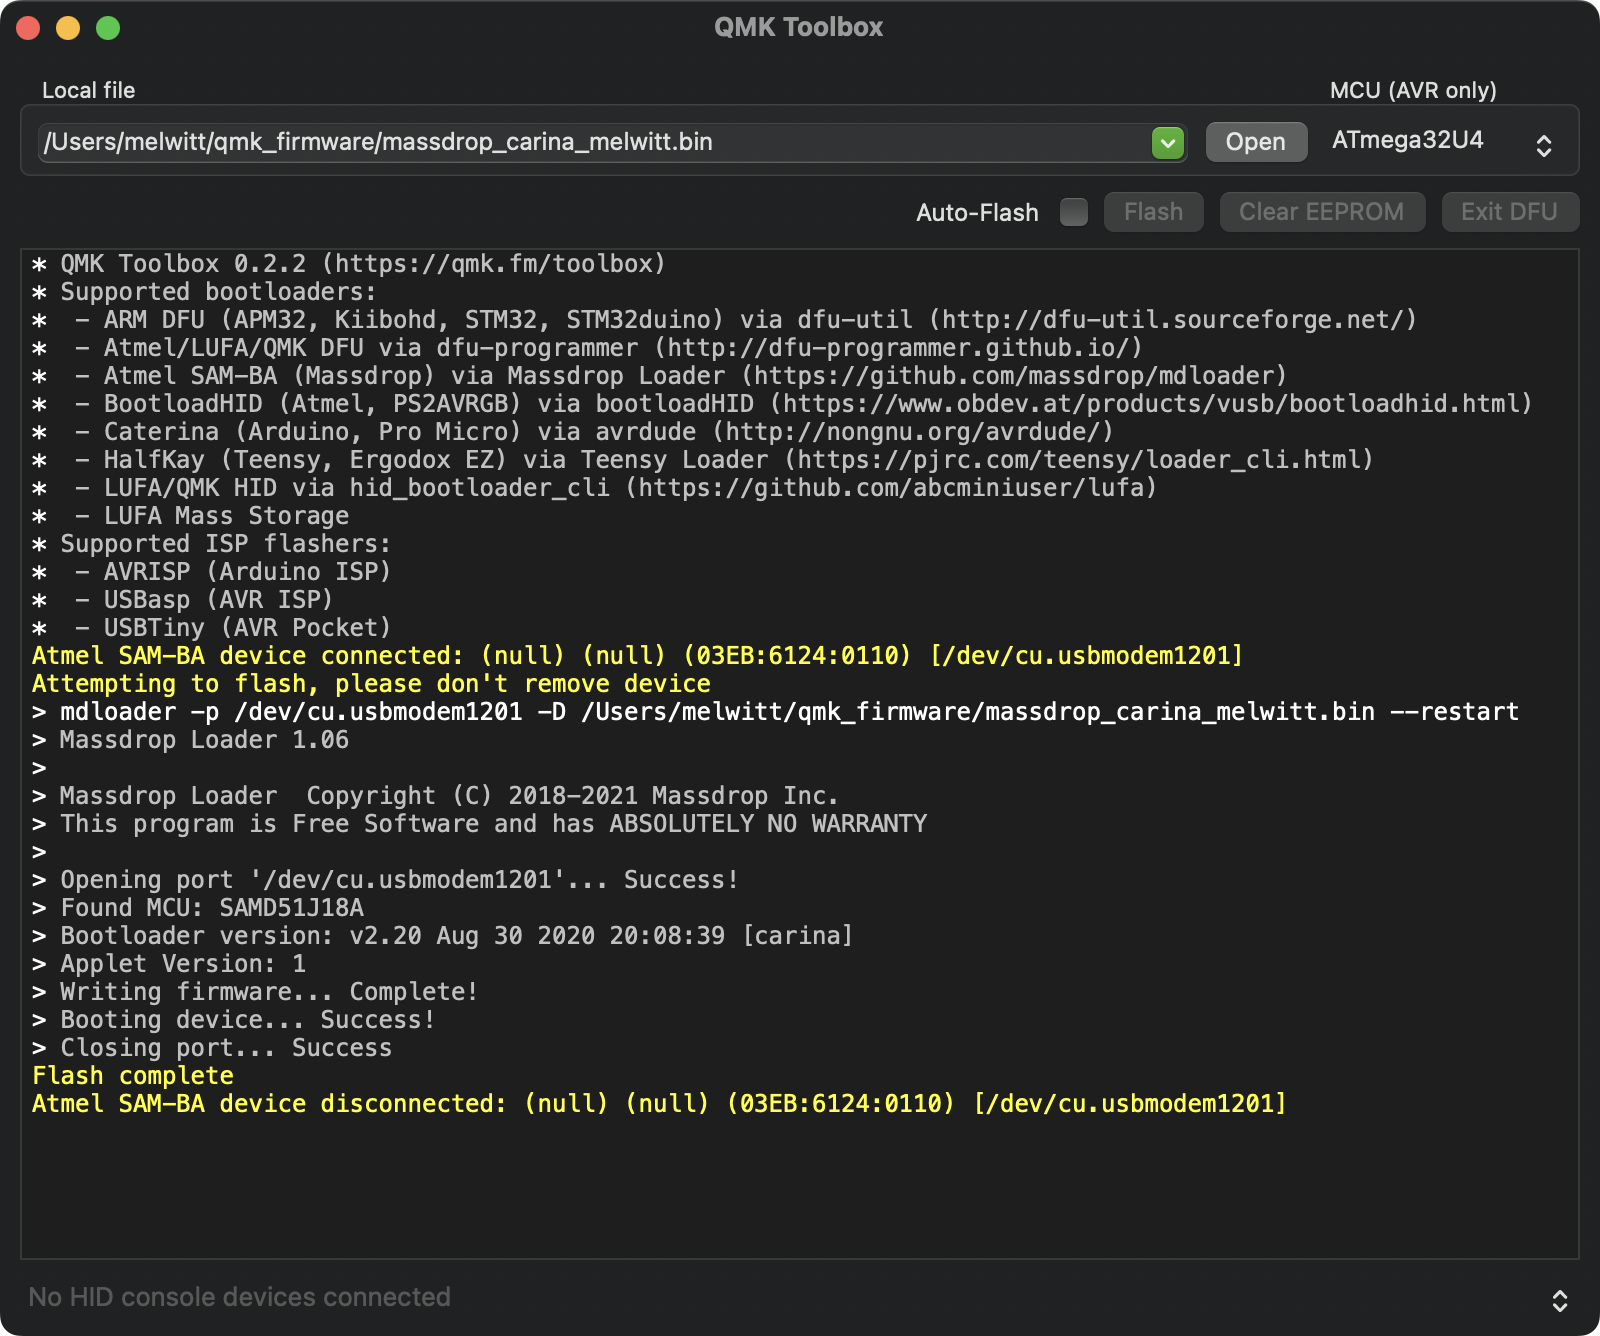 QMK Toolbox
Local file
MCU (AVR only)
/Users/melwitt/qmk_firmware/massdrop_carina_melwitt.bin
Open
ATmega32U4
Auto-Flash
Flash
Clear EEPROM
Exit DFU
* QMK Toolbox 0.2.2 (https://qmk.fm/toolbox)
* Supported bootloaders:
*  - ARM DFU (APM32, Kiibohd, STM32, STM32duino) via dfu-util (http://dfu-util.sourceforge.net/)
*  - Atmel/LUFA/QMK DFU via dfu-programmer (http://dfu-programmer.github.io/)
*  - Atmel SAM-BA (Massdrop) via Massdrop Loader (https://github.com/massdrop/mdloader)
*  - BootloadHID (Atmel, PS2AVRGB) via bootloadHID (https://www.obdev.at/products/vusb/bootloadhid.html)
*  - Caterina (Arduino, Pro Micro) via avrdude (http://nongnu.org/avrdude/)
*  - HalfKay (Teensy, Ergodox EZ) via Teensy Loader (https://pjrc.com/teensy/loader_cli.html)
*  - LUFA/QMK HID via hid_bootloader_cli (https://github.com/abcminiuser/lufa)
*  - LUFA Mass Storage
* Supported ISP flashers:
*  - AVRISP (Arduino ISP)
*  - USBasp (AVR ISP)
*  - USBTiny (AVR Pocket)
Atmel SAM-BA device connected: (null) (null) (03EB:6124:0110) [/dev/cu.usbmodem1201]
Attempting to flash, please don't remove device
> mdloader -p /dev/cu.usbmodem1201 -D /Users/melwitt/qmk_firmware/massdrop_carina_melwitt.bin --restart
> Massdrop Loader 1.06
>
> Massdrop Loader  Copyright (C) 2018-2021 Massdrop Inc.
> This program is Free Software and has ABSOLUTELY NO WARRANTY
>
> Opening port '/dev/cu.usbmodem1201'... Success!
> Found MCU: SAMD51J18A
> Bootloader version: v2.20 Aug 30 2020 20:08:39 [carina]
> Applet Version: 1
> Writing firmware... Complete!
> Booting device... Success!
> Closing port... Success
Flash complete
Atmel SAM-BA device disconnected: (null) (null) (03EB:6124:0110) [/dev/cu.usbmodem1201]
No HID console devices connected